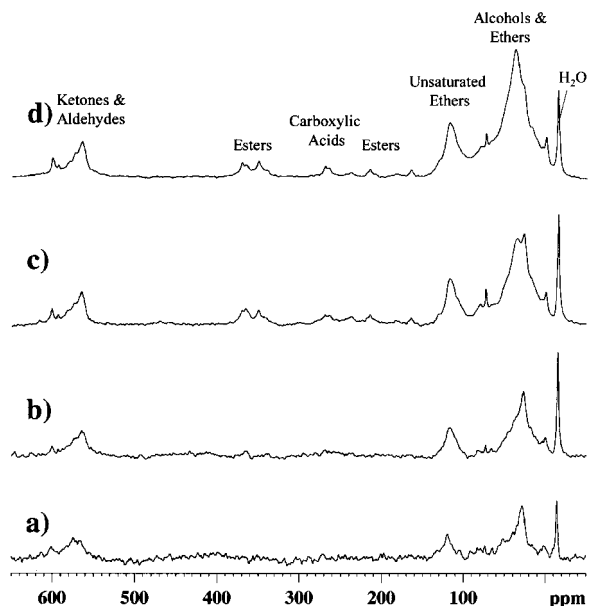 Alcohols &
Ethers
H₂O
Unsaturated
Ethers
Ketones &
Aldehydes
d)
Carboxylic
Acids
Esters
Esters
c)
b)
a)
600 500 400 300 200 100 ppm